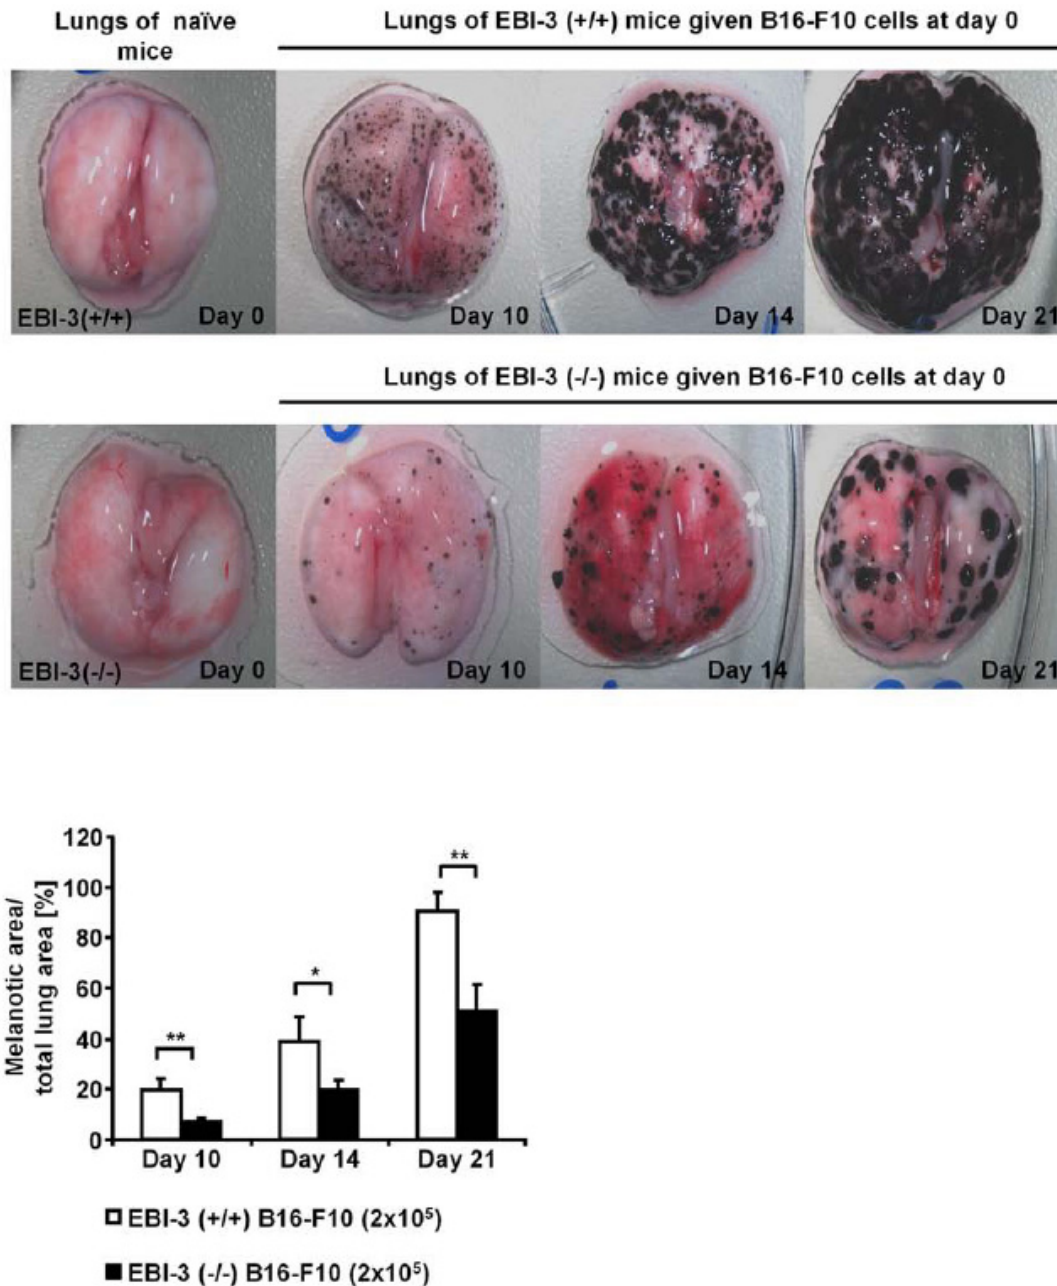 Lungs of naïve
mice
Lungs of EBI-3 (+/+) mice given B16-F10 cells at day 0
EBI-3(+/+)
Day 0
Day 10
Day 14
Day 21
Lungs of EBI-3 (-/-) mice given B16-F10 cells at day 0
EBI-3(-/-)
Day 0
Day 10
Day 14
Day 21
Melanotic area/
total lung area [%]
120
100
80
60
40
20
0
**
*
**
Day 10
Day 14
Day 21
EBI-3 (+/+) B16-F10 (2x10⁵)
EBI-3 (-/-) B16-F10 (2x10⁵)